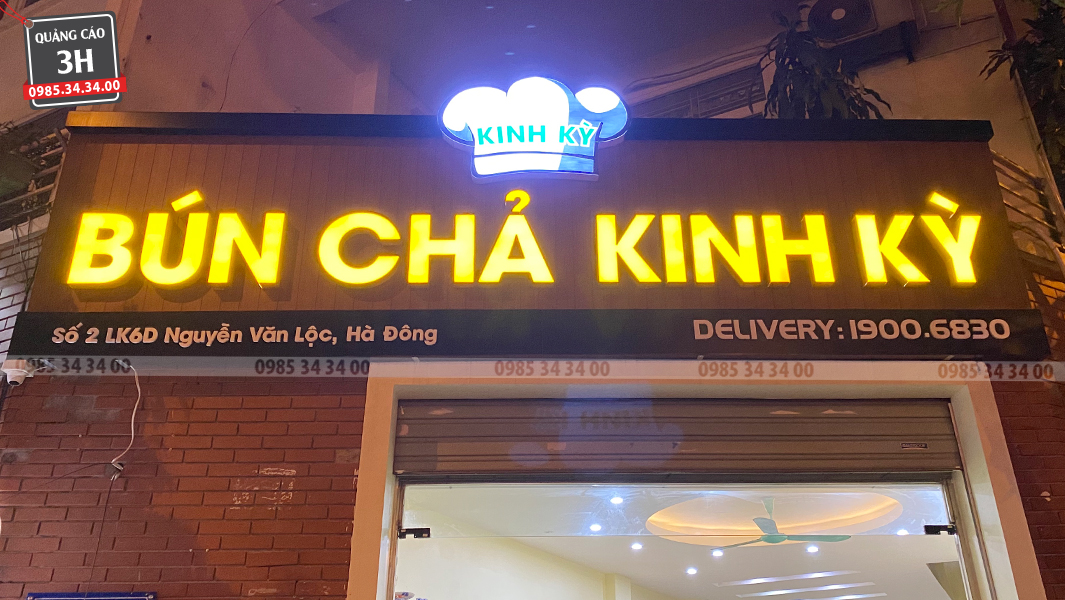 QUẢNG CÁO
3H
0985.34.34.00
KINH KỲ
BÚN CHẢ KINH KỲ
Số 2 LK6D Nguyễn Văn Lộc, Hà Đông
DELIVERY: 1900.6830
0985 34 34 00 0985 34 34 00 0985 34 34 00 0985 34 34 00 0985 34 34 00